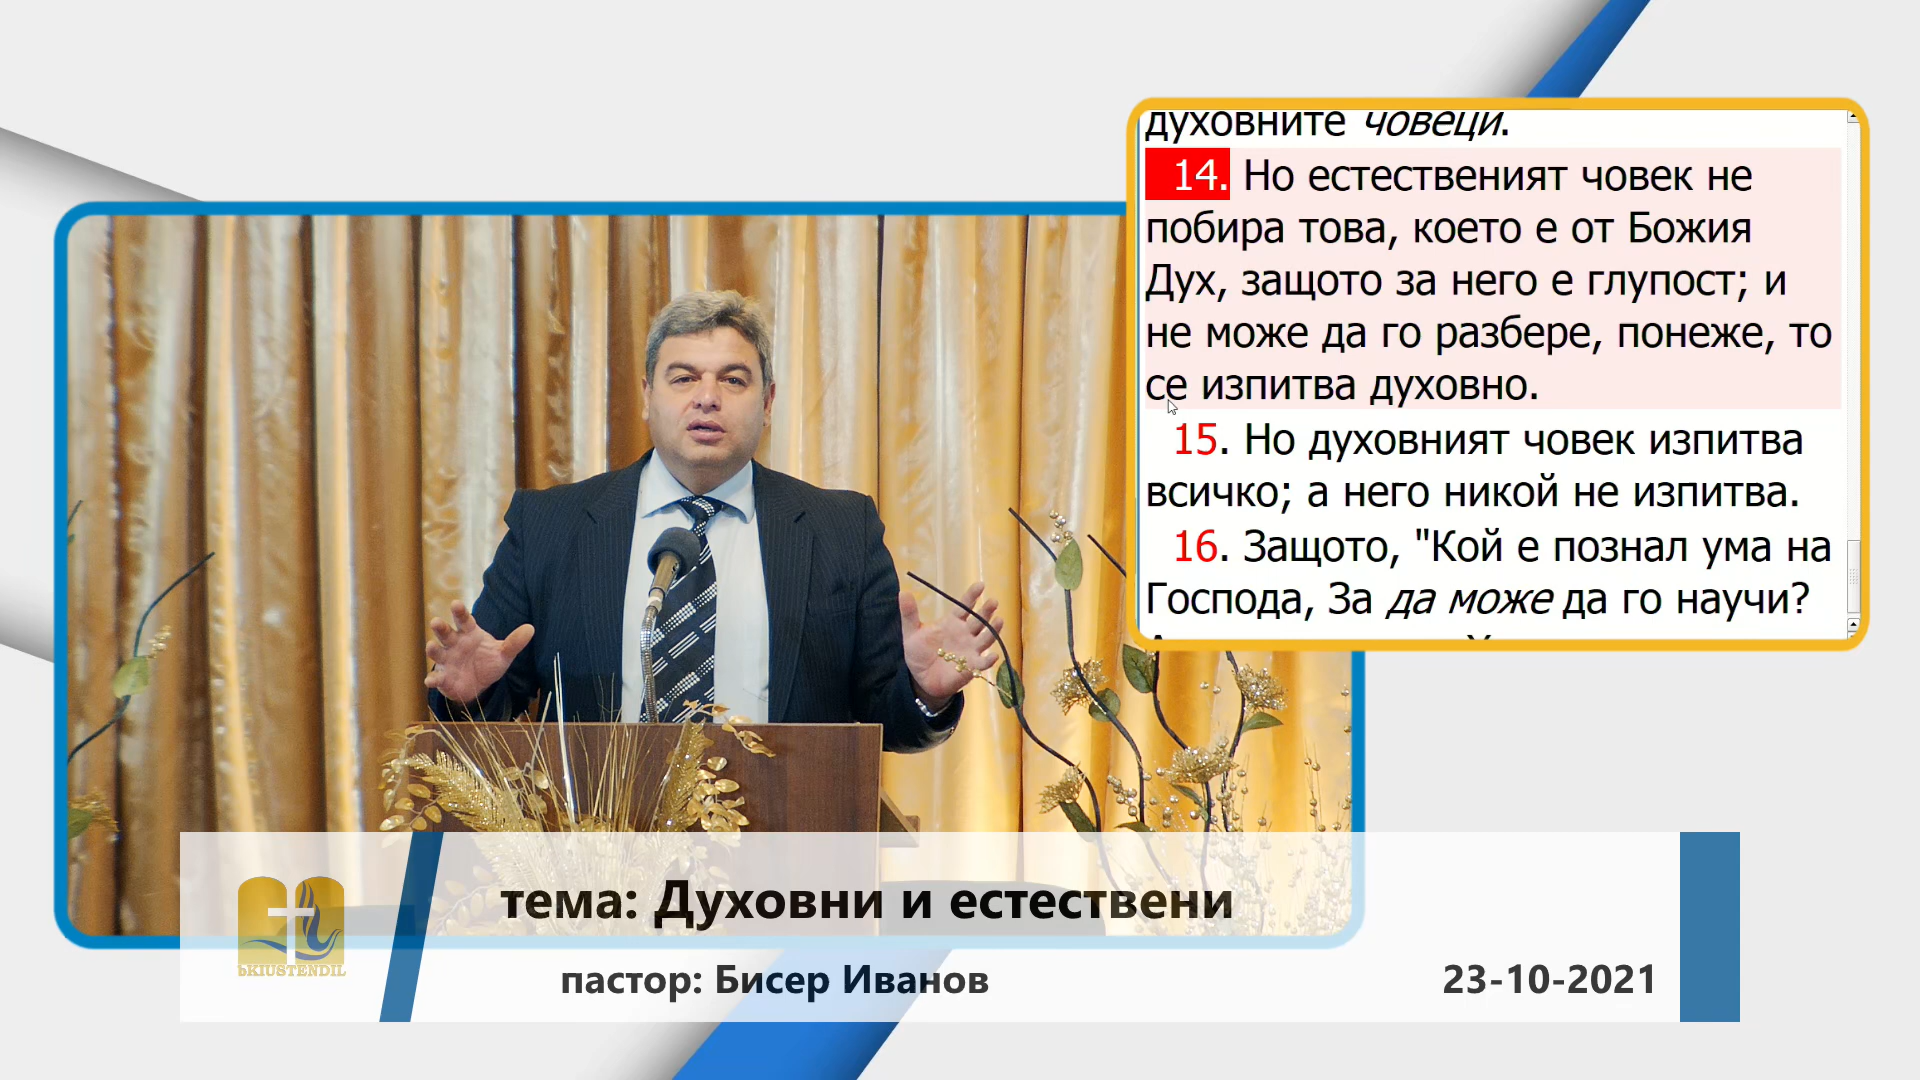 духовните човеци.
14. Но естественият човек не
побира това, което е от Божия
Дух, защото за него е глупост; и
не може да го разбере, понеже, то
се изпитва духовно.
15. Но духовният човек изпитва
всичко; а него никой не изпитва.
16. Защото, "Кой е познал ума на
Господа, За да може да го научи?
тема: Духовни и естествени
пастор: Бисер Иванов
23-10-2021
ЬKIUSTENDIL